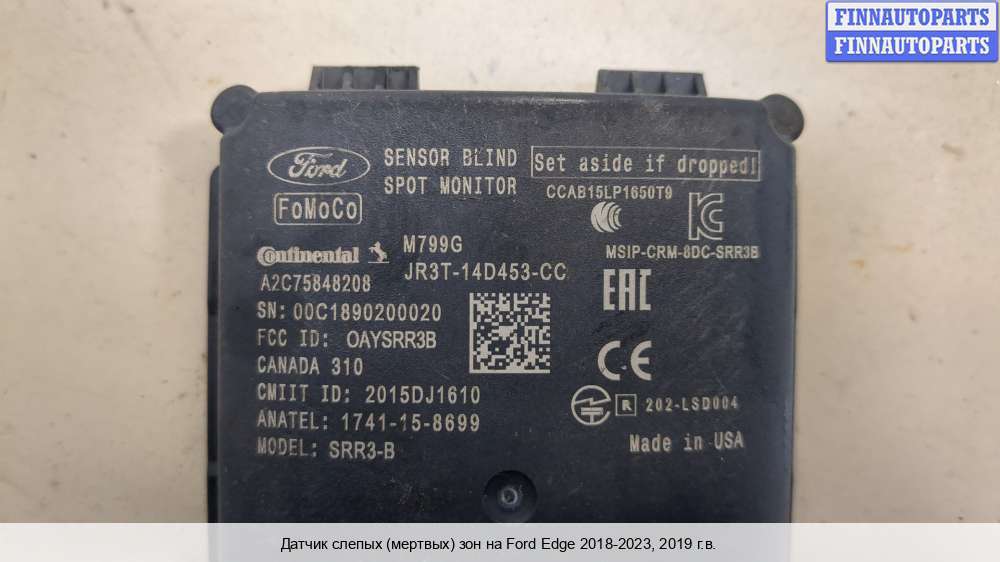 FINNAUTOPARTS
FINNAUTOPARTS
Ford
FoMoCo
SENSOR BLIND
SPOT MONITOR
Set aside if dropped!
CCAB15LP1650T9
CCC
KC
MSIP-CRM-8DC-SRR3B
Continental
M799G
JR3T-14D453-CC
A2C75848208
SN: 00C1890200020
FCC ID: OAYSRR3B
CANADA 310
CMIIT ID: 2015DJ1610
ANATEL: 1741-15-8699
MODEL: SRR3-B
EAC
CE
R 202-LSD004
Made in USA
Датчик слепых (мертвых) зон на Ford Edge 2018-2023, 2019 г.в.